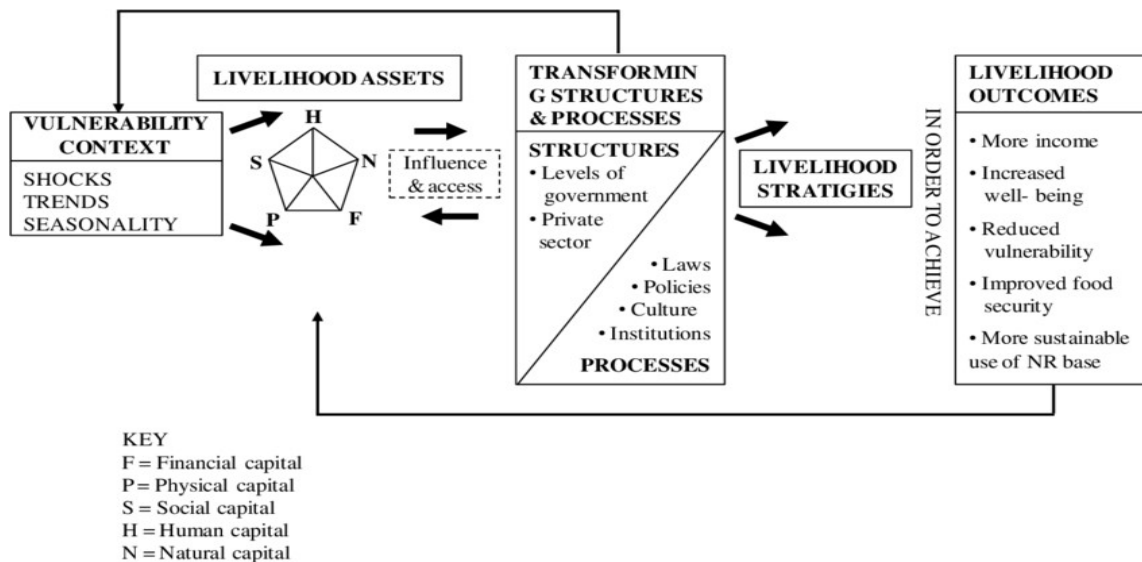 LIVELIHOOD ASSETS
VULNERABILITY
CONTEXT
SHOCKS
TRENDS
SEASONALITY
H
S
N
P
F
Influence
& access
TRANSFORMIN
G STRUCTURES
& PROCESSES
STRUCTURES
• Levels of
government
• Private
sector
• Laws
• Policies
• Culture
• Institutions
PROCESSES
LIVELIHOOD
STRATIGIES
IN ORDER TO ACHIEVE
LIVELIHOOD
OUTCOMES
• More income
• Increased
well- being
• Reduced
vulnerability
• Improved food
security
• More sustainable
use of NR base
KEY
F = Financial capital
P = Physical capital
S = Social capital
H = Human capital
N = Natural capital